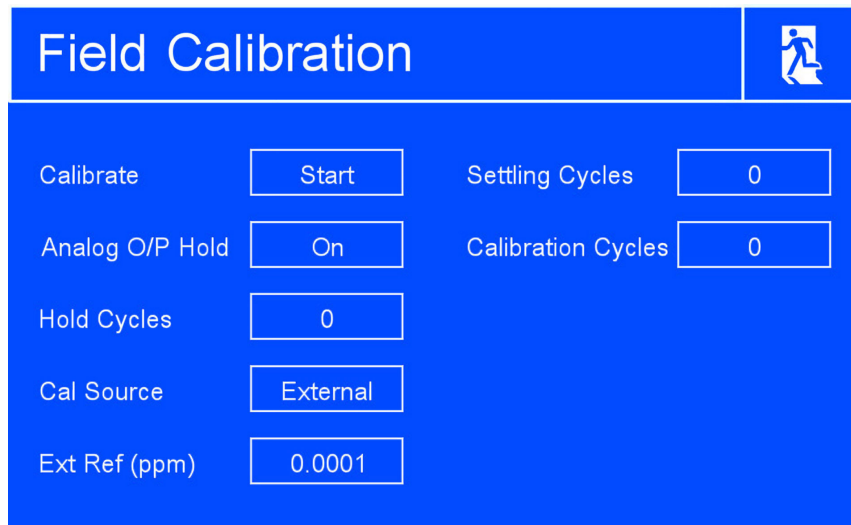 Field Calibration
Calibrate Start
Analog O/P Hold On
Hold Cycles 0
Cal Source External
Ext Ref (ppm) 0.0001
Settling Cycles 0
Calibration Cycles 0